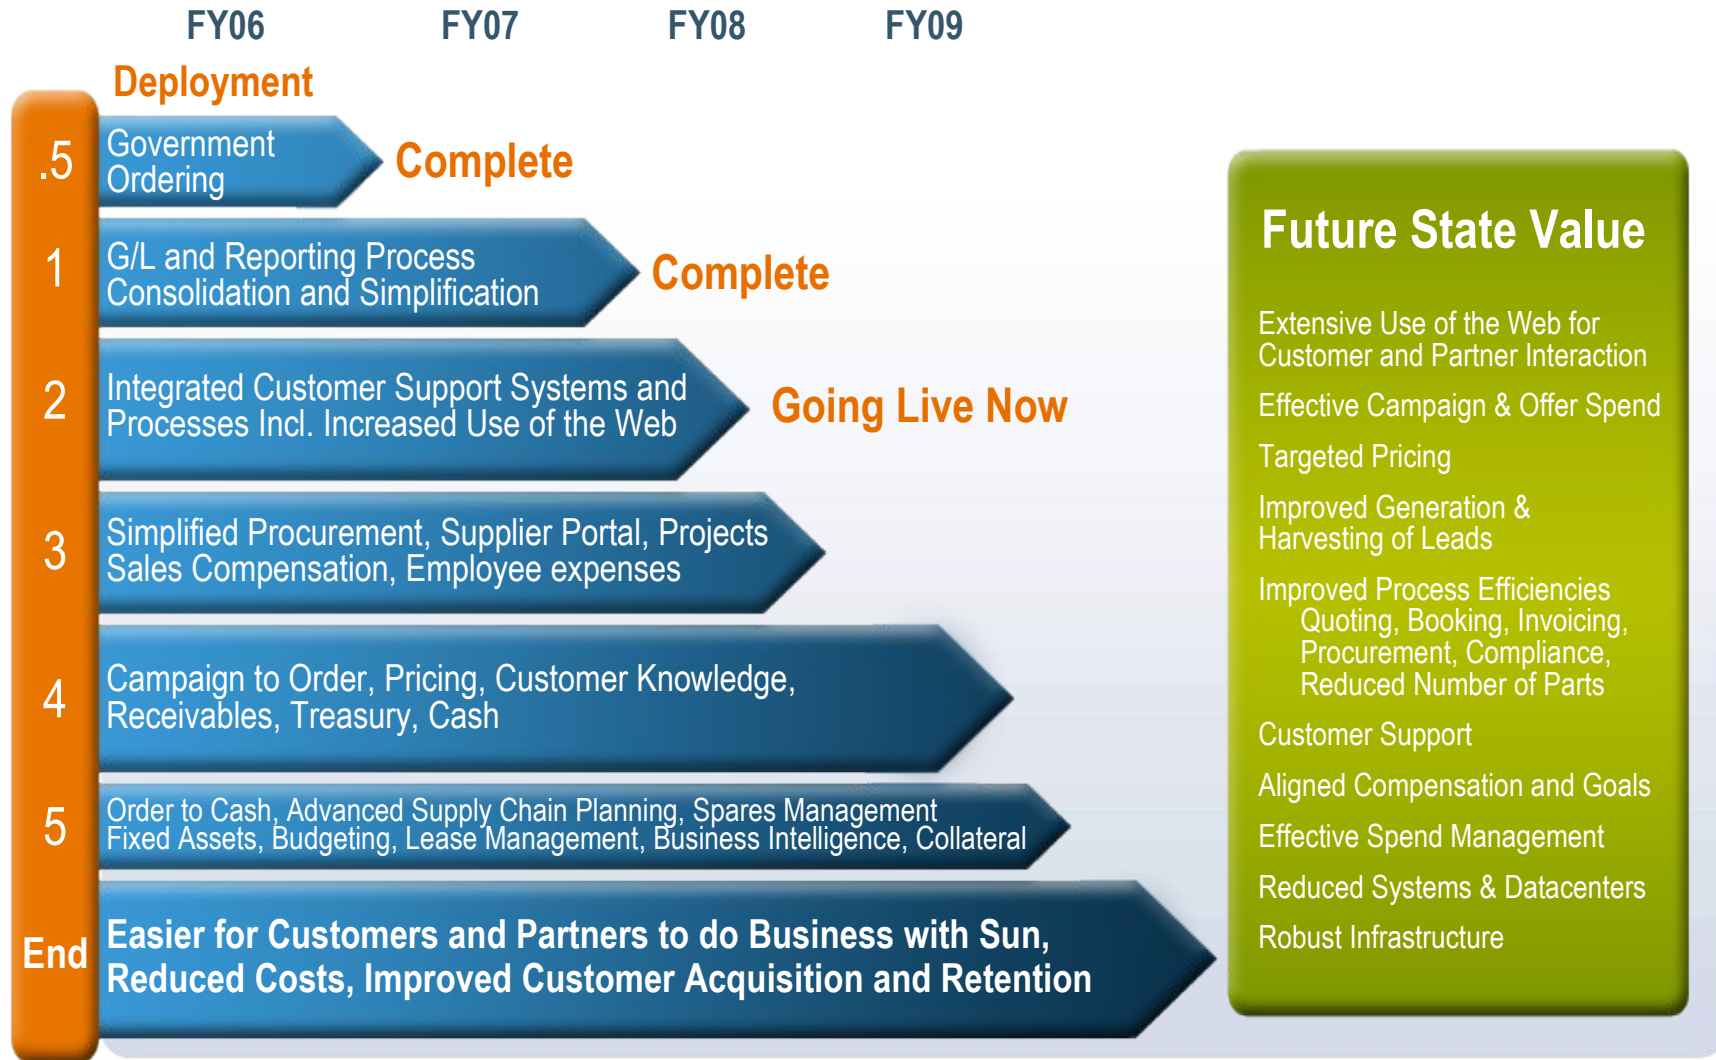 FY06 FY07 FY08 FY09
Deployment
.5
Government
Ordering
Complete
1
G/L and Reporting Process
Consolidation and Simplification
Complete
2
Integrated Customer Support Systems and
Processes Incl. Increased Use of the Web
Going Live Now
3
Simplified Procurement, Supplier Portal, Projects
Sales Compensation, Employee expenses
4
Campaign to Order, Pricing, Customer Knowledge,
Receivables, Treasury, Cash
5
Order to Cash, Advanced Supply Chain Planning, Spares Management
Fixed Assets, Budgeting, Lease Management, Business Intelligence, Collateral
End
Easier for Customers and Partners to do Business with Sun,
Reduced Costs, Improved Customer Acquisition and Retention
Future State Value
Extensive Use of the Web for
Customer and Partner Interaction
Effective Campaign & Offer Spend
Targeted Pricing
Improved Generation &
Harvesting of Leads
Improved Process Efficiencies
Quoting, Booking, Invoicing,
Procurement, Compliance,
Reduced Number of Parts
Customer Support
Aligned Compensation and Goals
Effective Spend Management
Reduced Systems & Datacenters
Robust Infrastructure